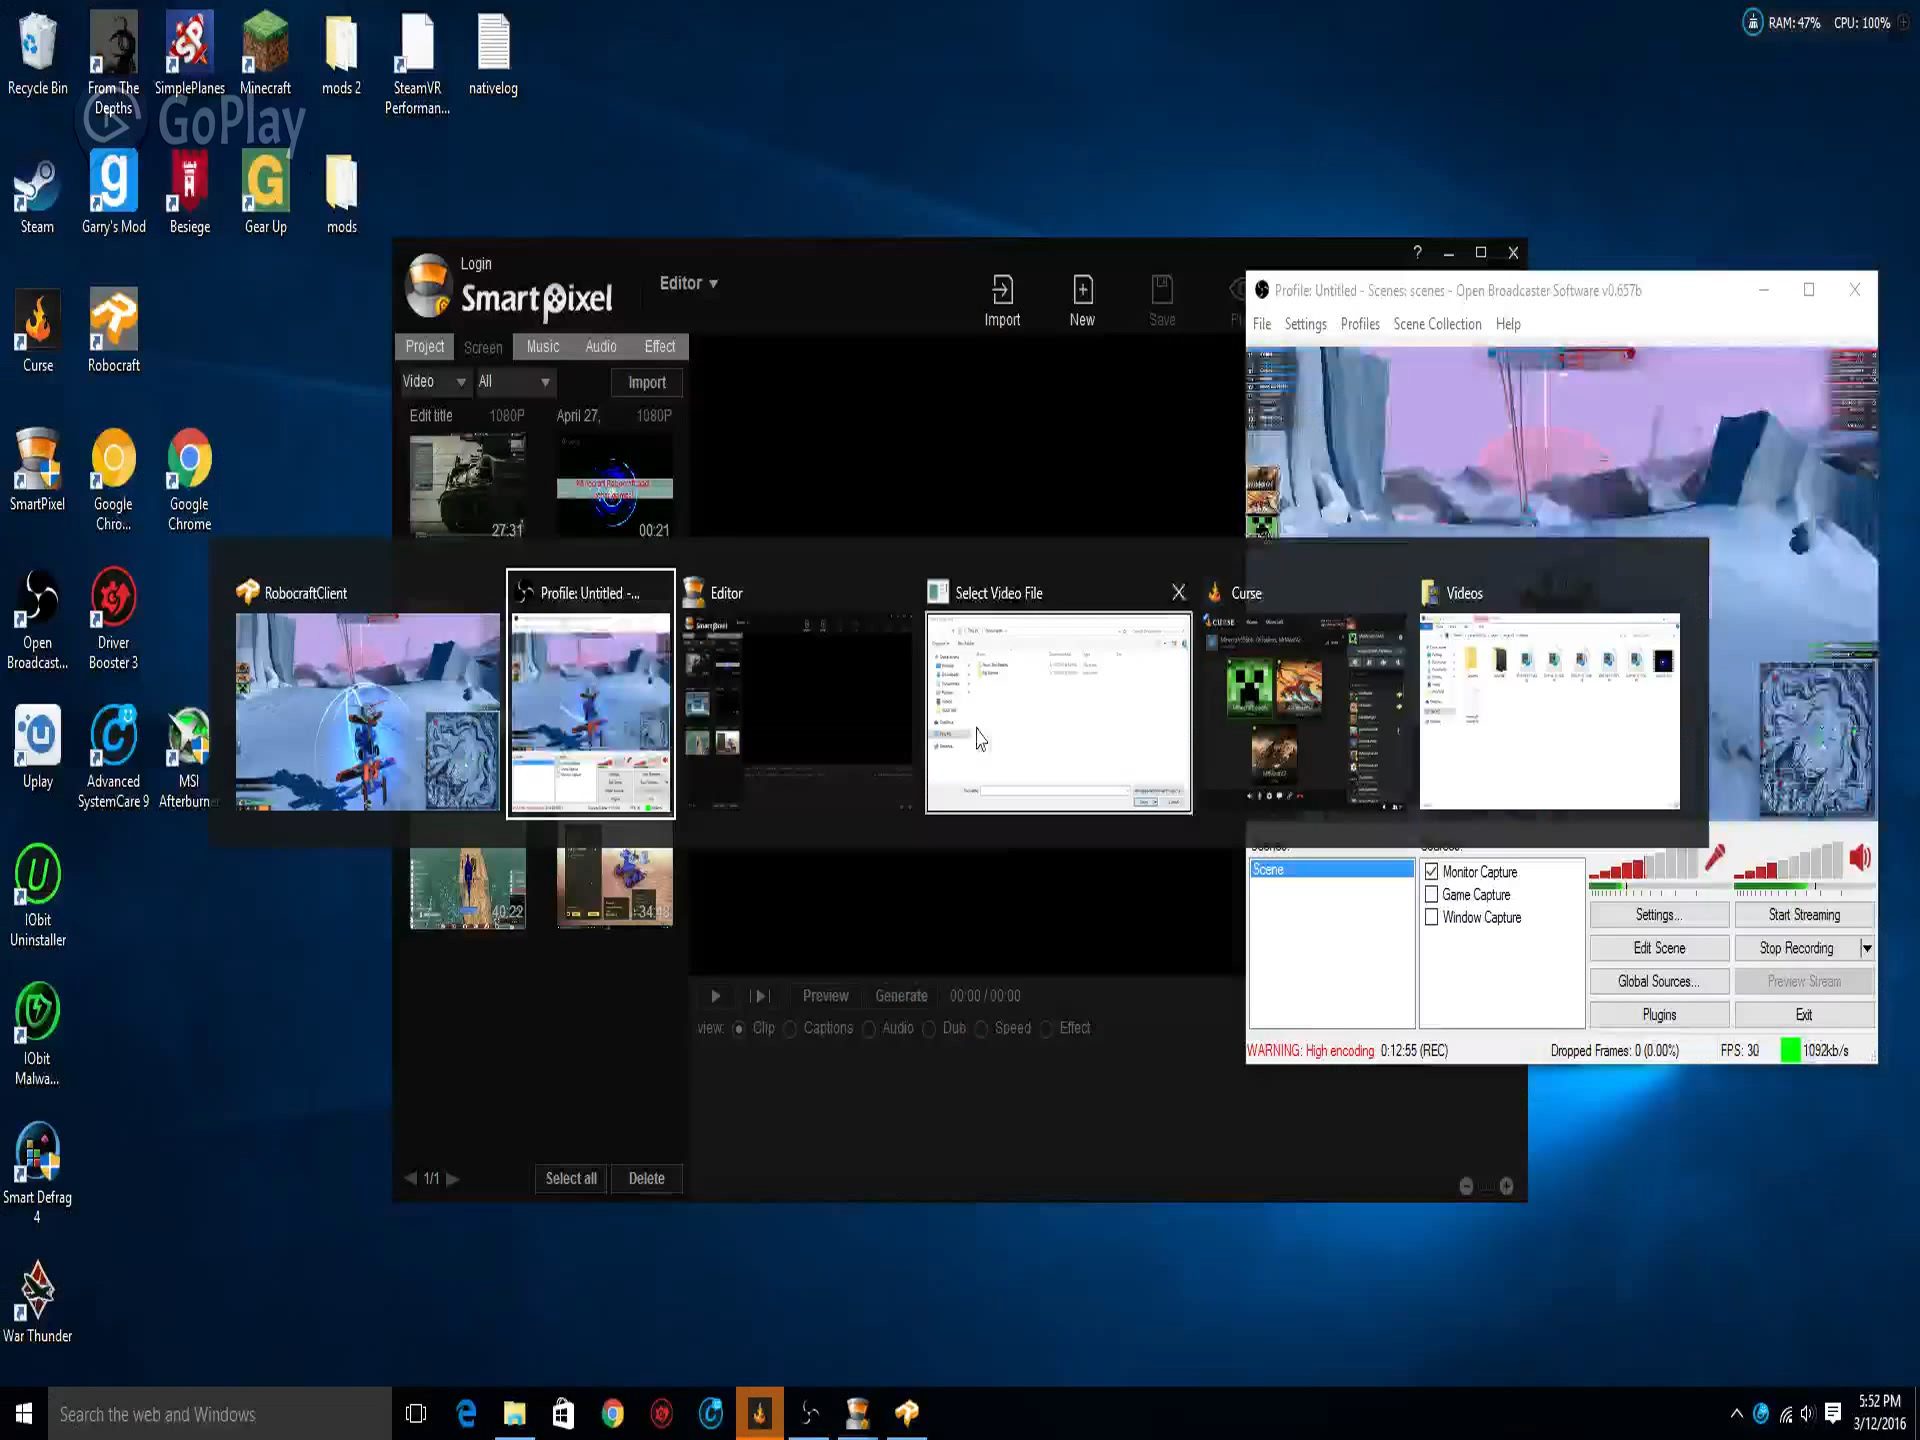 RAM: 47% CPU: 100%
Recycle Bin
From The Depths
SimplePlanes
Minecraft
mods 2
SteamVR Performan...
nativelog
GoPlay
Steam
Garry's Mod
Besiege
Gear Up
mods
Curse
Robocraft
SmartPixel
Google Chro...
Google Chrome
Open Broadcast...
Driver Booster 3
Uplay
Advanced SystemCare 9
MSI Afterburner
IObit Uninstaller
IObit Malwa...
Smart Defrag 4
War Thunder
Login
SmartPixel
Editor
Import
New
Save
?
Project
Screen
Music
Audio
Effect
Video
All
Import
Edit title
1080P
April 27,
1080P
27:31
00:21
40:22
Preview
Generate
00:00 / 00:00
view:
Clip
Captions
Audio
Dub
Speed
Effect
1/1
Select all
Delete
Profile: Untitled - Scenes: scenes - Open Broadcaster Software v0.657b
File
Settings
Profiles
Scene Collection
Help
RobocraftClient
Profile: Untitled -...
Editor
Select Video File
Curse
Videos
Scene
Monitor Capture
Game Capture
Window Capture
Settings...
Start Streaming
Edit Scene
Stop Recording
Global Sources...
Preview Stream
Plugins
Exit
WARNING: High encoding 0:12:55 (REC)
Dropped Frames: 0 (0.00%)
FPS: 30
1092kb/s
Search the web and Windows
5:52 PM
3/12/2016